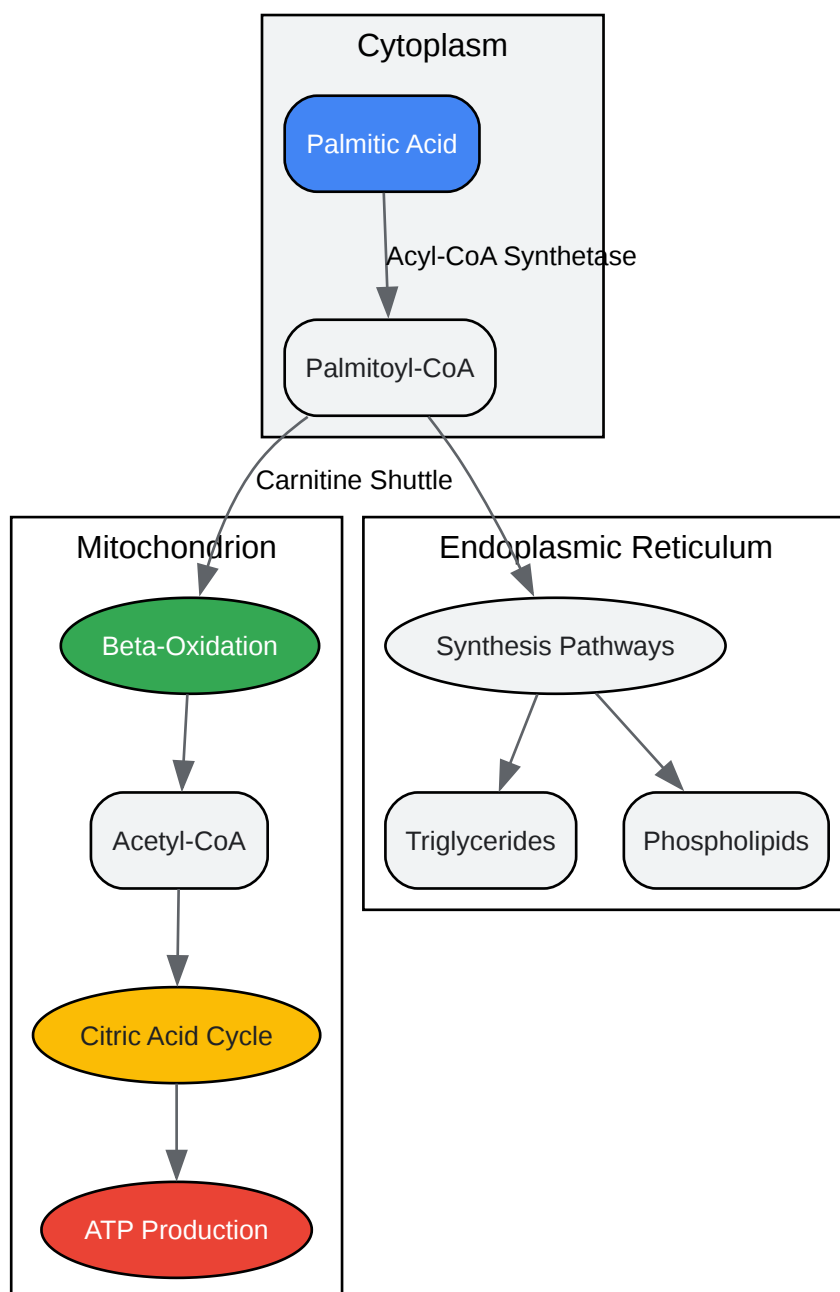 Cytoplasm
Palmitic Acid
Acyl-CoA Synthetase
Palmitoyl-CoA
Carnitine Shuttle
Mitochondrion
Beta-Oxidation
Acetyl-CoA
Citric Acid Cycle
ATP Production
Endoplasmic Reticulum
Synthesis Pathways
Triglycerides
Phospholipids